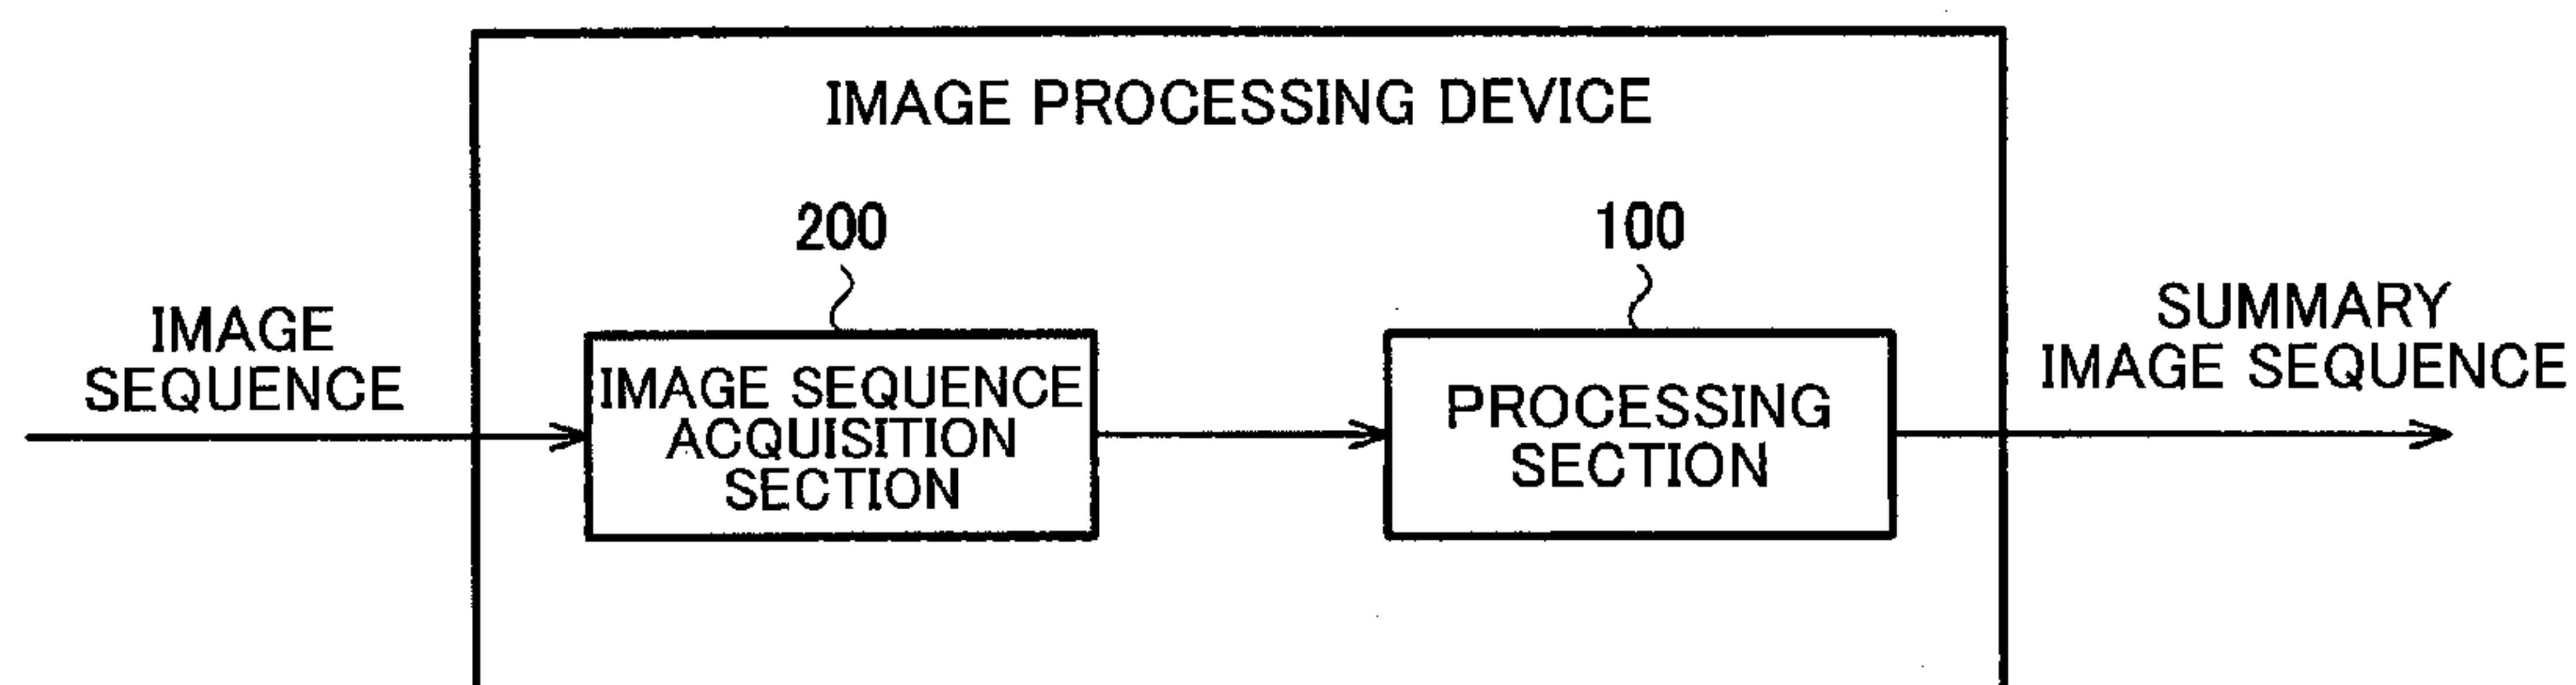 IMAGE PROCESSING DEVICE
200
100
IMAGE
SEQUENCE
IMAGE SEQUENCE
ACQUISITION
SECTION
PROCESSING
SECTION
SUMMARY
IMAGE SEQUENCE